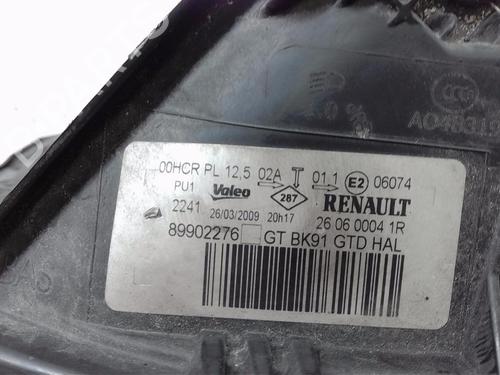 00HCR PL 12,5 02A 01.1 E2 06074
PU1 Valeo 287 RENAULT
2241 26/03/2009 20h17 26 06 0004 1R
89902276 GT BK91 GTD HAL